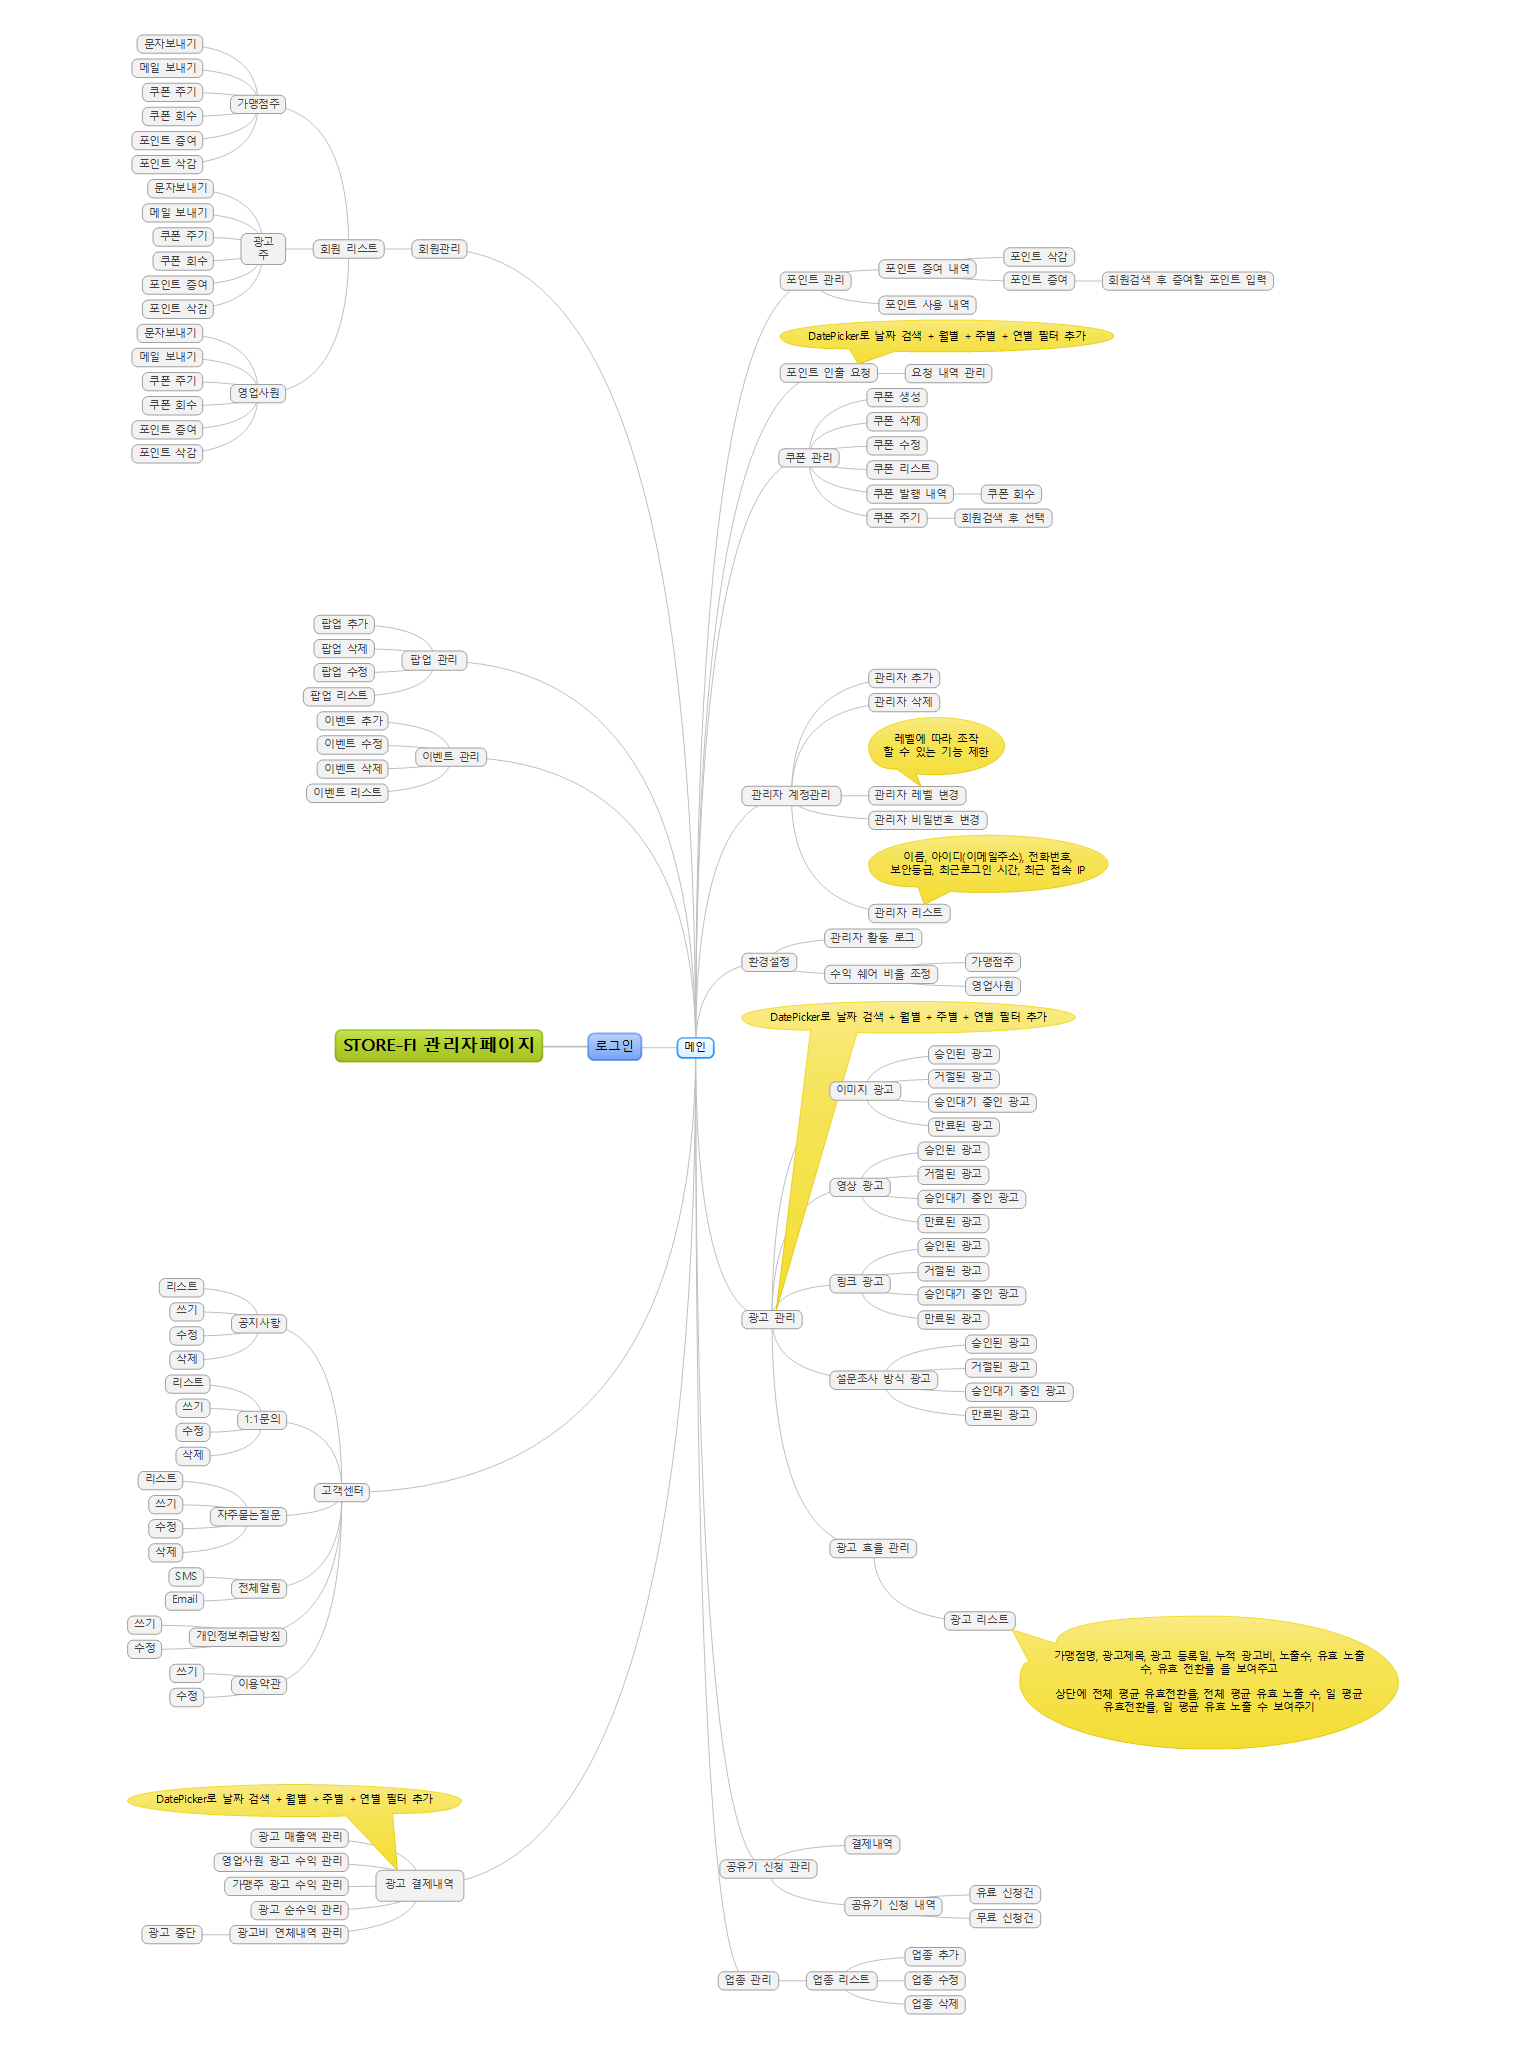 STORE-FI 관리자페이지
로그인
메인
회원관리
회원 리스트
가맹점주
문자보내기
메일 보내기
쿠폰 주기
쿠폰 회수
포인트 증여
포인트 삭감
광고
주
문자보내기
메일 보내기
쿠폰 주기
쿠폰 회수
포인트 증여
포인트 삭감
영업사원
문자보내기
메일 보내기
쿠폰 주기
쿠폰 회수
포인트 증여
포인트 삭감
팝업 관리
팝업 추가
팝업 삭제
팝업 수정
팝업 리스트
이벤트 관리
이벤트 추가
이벤트 수정
이벤트 삭제
이벤트 리스트
고객센터
공지사항
리스트
쓰기
수정
삭제
1:1문의
리스트
쓰기
수정
삭제
자주묻는질문
리스트
쓰기
수정
삭제
전체알림
SMS
Email
개인정보취급방침
쓰기
수정
이용약관
쓰기
수정
DatePicker로 날짜 검색 + 월별 + 주별 + 연별 필터 추가
광고 결제내역
광고 매출액 관리
영업사원 광고 수익 관리
가맹주 광고 수익 관리
광고 순수익 관리
광고비 연체내역 관리
광고 중단
포인트 관리
포인트 증여 내역
포인트 삭감
포인트 증여
회원검색 후 증여할 포인트 입력
포인트 사용 내역
DatePicker로 날짜 검색 + 월별 + 주별 + 연별 필터 추가
포인트 인출 요청
요청 내역 관리
쿠폰 관리
쿠폰 생성
쿠폰 삭제
쿠폰 수정
쿠폰 리스트
쿠폰 발행 내역
쿠폰 회수
쿠폰 주기
회원검색 후 선택
관리자 계정관리
관리자 추가
관리자 삭제
레벨에 따라 조작
할 수 있는 기능 제한
관리자 레벨 변경
관리자 비밀번호 변경
이름, 아이디(이메일주소), 전화번호,
보안등급, 최근로그인 시간, 최근 접속 IP
관리자 리스트
환경설정
관리자 활동 로그
수익 쉐어 비율 조정
가맹점주
영업사원
DatePicker로 날짜 검색 + 월별 + 주별 + 연별 필터 추가
광고 관리
이미지 광고
승인된 광고
거절된 광고
승인대기 중인 광고
만료된 광고
영상 광고
승인된 광고
거절된 광고
승인대기 중인 광고
만료된 광고
링크 광고
승인된 광고
거절된 광고
승인대기 중인 광고
만료된 광고
설문조사 방식 광고
승인된 광고
거절된 광고
승인대기 중인 광고
만료된 광고
광고 효율 관리
광고 리스트
가맹점명, 광고제목, 광고 등록일, 누적 광고비, 노출수, 유효 노출
수, 유효 전환률 을 보여주고
상단에 전체 평균 유효전환율, 전체 평균 유효 노출 수, 일 평균
유효전환률, 일 평균 유효 노출 수 보여주기
공유기 신청 관리
결제내역
공유기 신청 내역
유료 신청건
무료 신청건
업종 관리
업종 리스트
업종 추가
업종 수정
업종 삭제